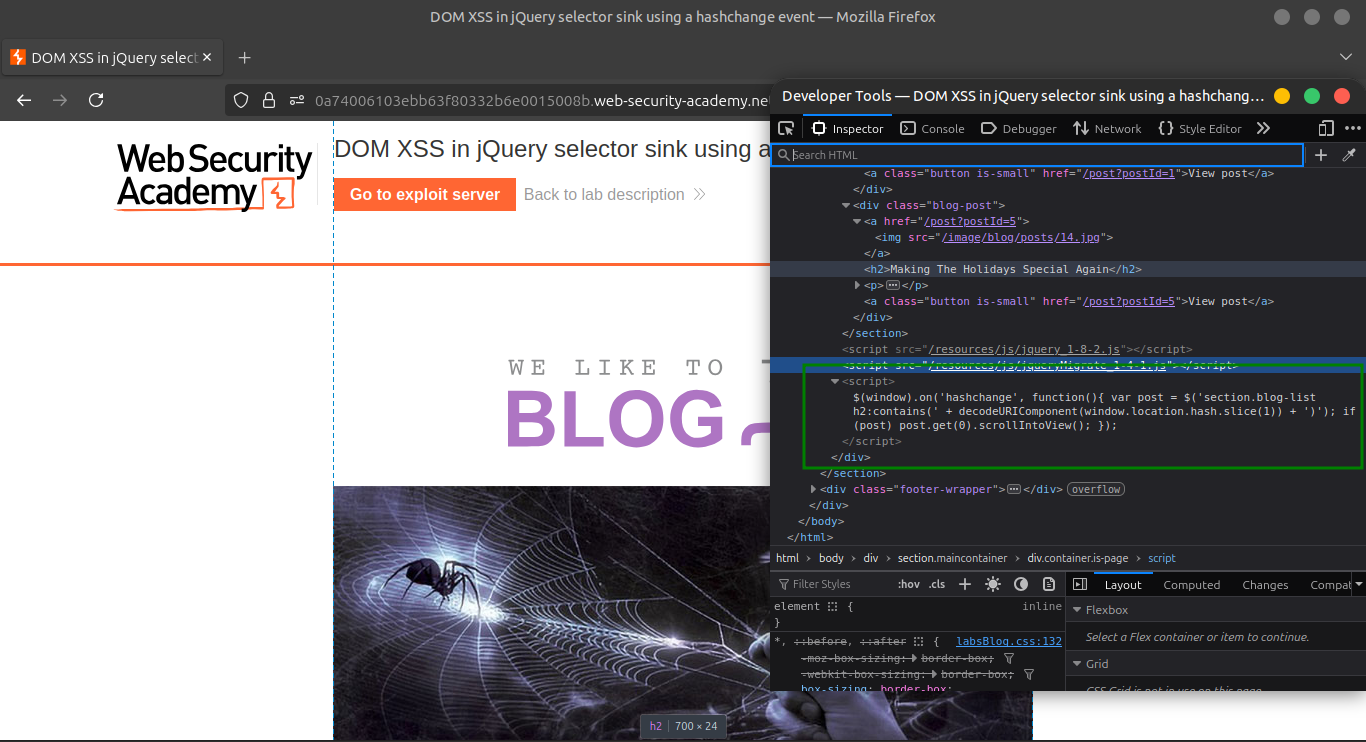 DOM XSS in jQuery selector sink using a hashchange event — Mozilla Firefox
DOM XSS in jQuery select
0a74006103ebb63f80332b6e0015008b.web-security-academy.net
Web Security
Academy
DOM XSS in jQuery selector sink using a
Go to exploit server
Back to lab description
WE LIKE TO
BLOG
h2 700 × 24
Developer Tools — DOM XSS in jQuery selector sink using a hashchang...
Inspector Console Debugger Network Style Editor
Search HTML
<a class="button is-small" href="/post?postId=1">View post</a>
</div>
<div class="blog-post">
<a href="/post?postId=5">
<img src="/image/blog/posts/14.jpg">
</a>
<h2>Making The Holidays Special Again</h2>
<p></p>
<a class="button is-small" href="/post?postId=5">View post</a>
</div>
</section>
<script src="/resources/js/jquery_1-8-2.js"></script>
<script src="/resources/js/jqueryMigrate_1-4-1.js"></script>
<script>
$(window).on('hashchange', function(){ var post = $('section.blog-list
h2:contains(' + decodeURIComponent(window.location.hash.slice(1)) + ')'); if
(post) post.get(0).scrollIntoView(); });
</script>
</div>
</section>
<div class="footer-wrapper"></div> overflow
</div>
</body>
</html>
html body div section.maincontainer div.container.is-page script
Filter Styles :hov .cls
Layout Computed Changes Compat
element { inline
}
*, ::before, ::after { labsBlog.css:132
-moz-box-sizing: border-box;
-webkit-box-sizing: border-box;
box-sizing: border-box;
Flexbox
Select a Flex container or item to continue.
Grid
CSS Grid is not in use on this page